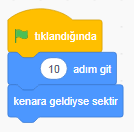 tıklandığında
10 adım git
kenara geldiyse sektir